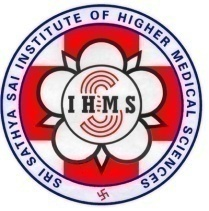 SRI SATHYA SAI INSTITUTE OF HIGHER MEDICAL SCIENCES
IHMS